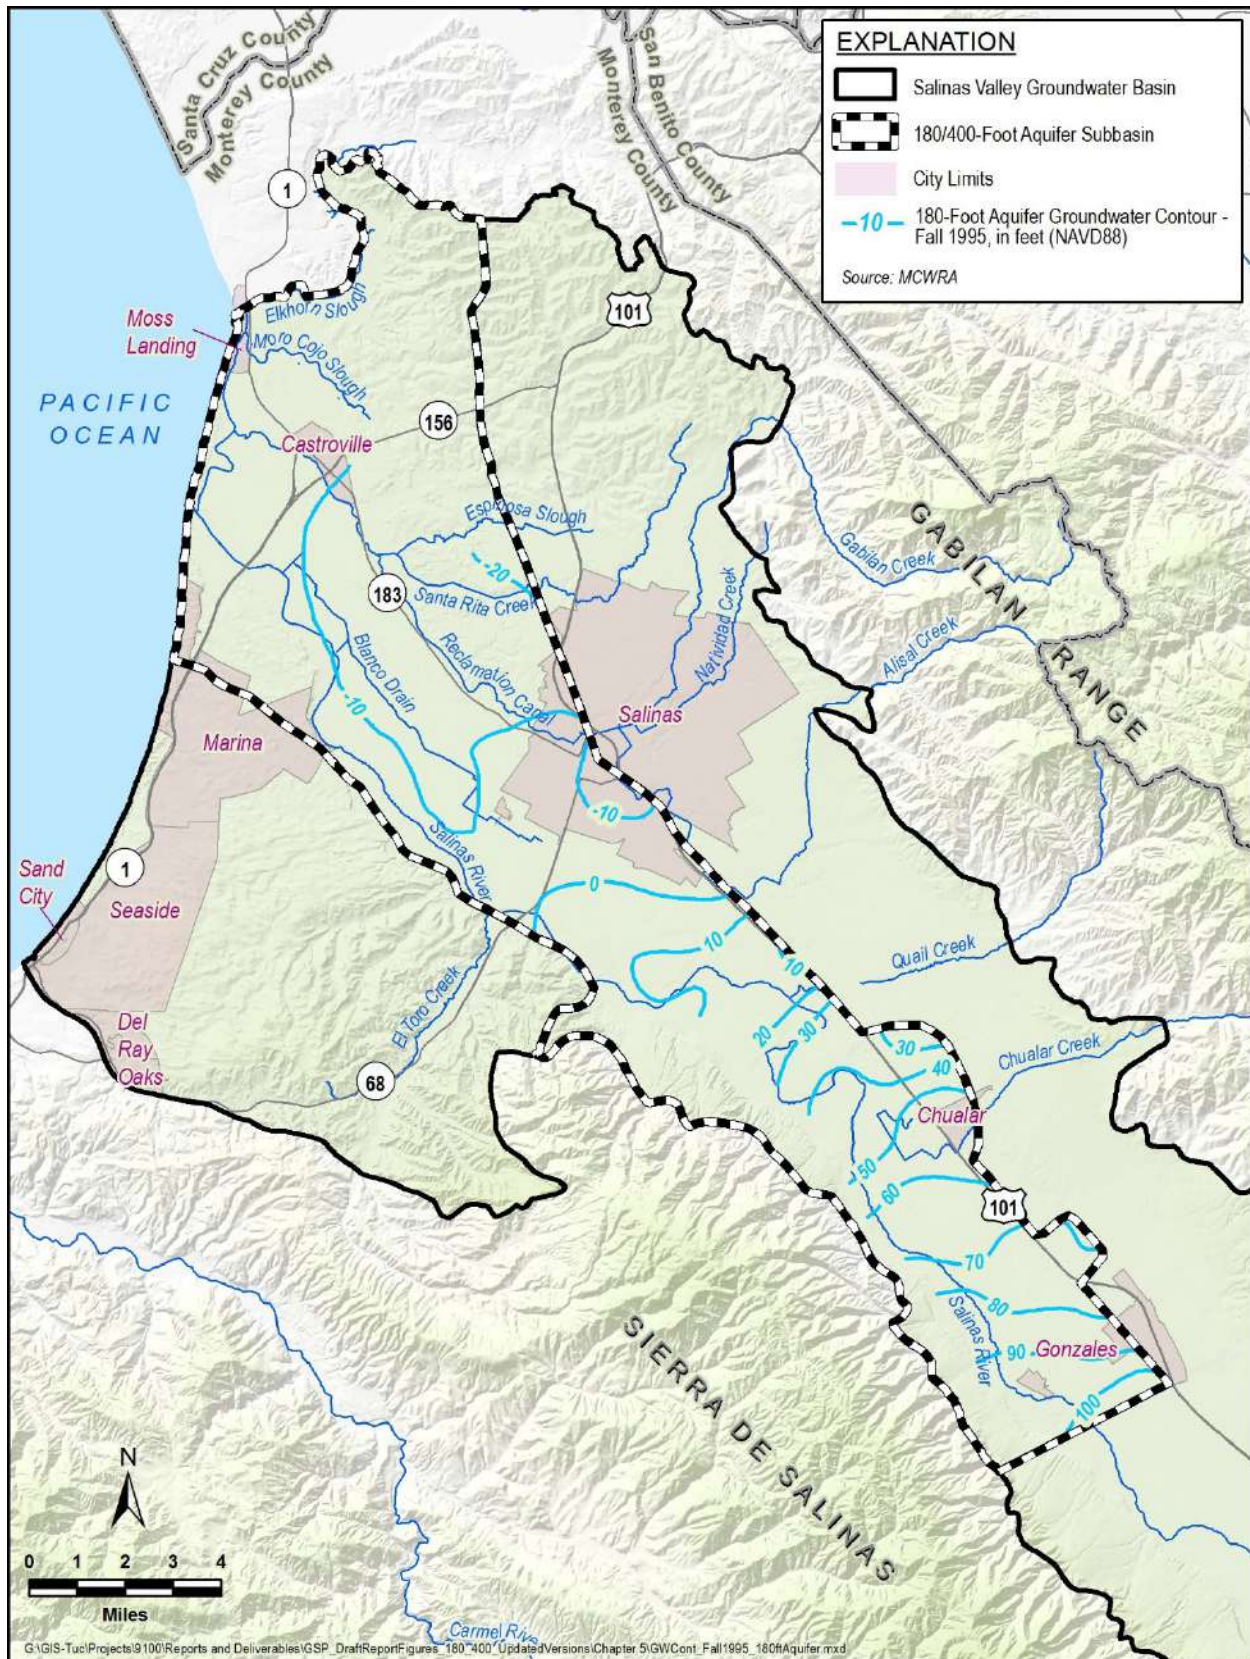 EXPLANATION
Salinas Valley Groundwater Basin
180/400-Foot Aquifer Subbasin
City Limits
-10- 180-Foot Aquifer Groundwater Contour -
Fall 1995, in feet (NAVD88)
Source: MCWRA
Santa Cruz County
Monterey County
San Benito County
Monterey County
1
101
Elkhorn Slough
Moss
Landing
Moro Cojo Slough
PACIFIC
OCEAN
156
Castroville
Espinosa Slough
-20
Santa Rita Creek
183
Gabilan Creek
GABILAN
RANGE
Natividad Creek
Alisal Creek
Reclamation Canal
Blanco Drain
-10
Salinas
Marina
-10
Salinas River
Sand
City
1
Seaside
0
10
10
Quail Creek
El Toro Creek
20
30
30
40
Chualar Creek
Del
Ray
Oaks
68
Chualar
50
60
101
70
80
Salinas River
90
Gonzales
100
SIERRA DE SALINAS
N
0 1 2 3 4
Miles
Carmel Rive
G:\GIS-Tuc\Projects\9100\Reports and Deliverables\GSP_DraftReportFigures_180_400_UpdatedVersions\Chapter 5\GWCont_Fall1995_180ftAquifer.mxd